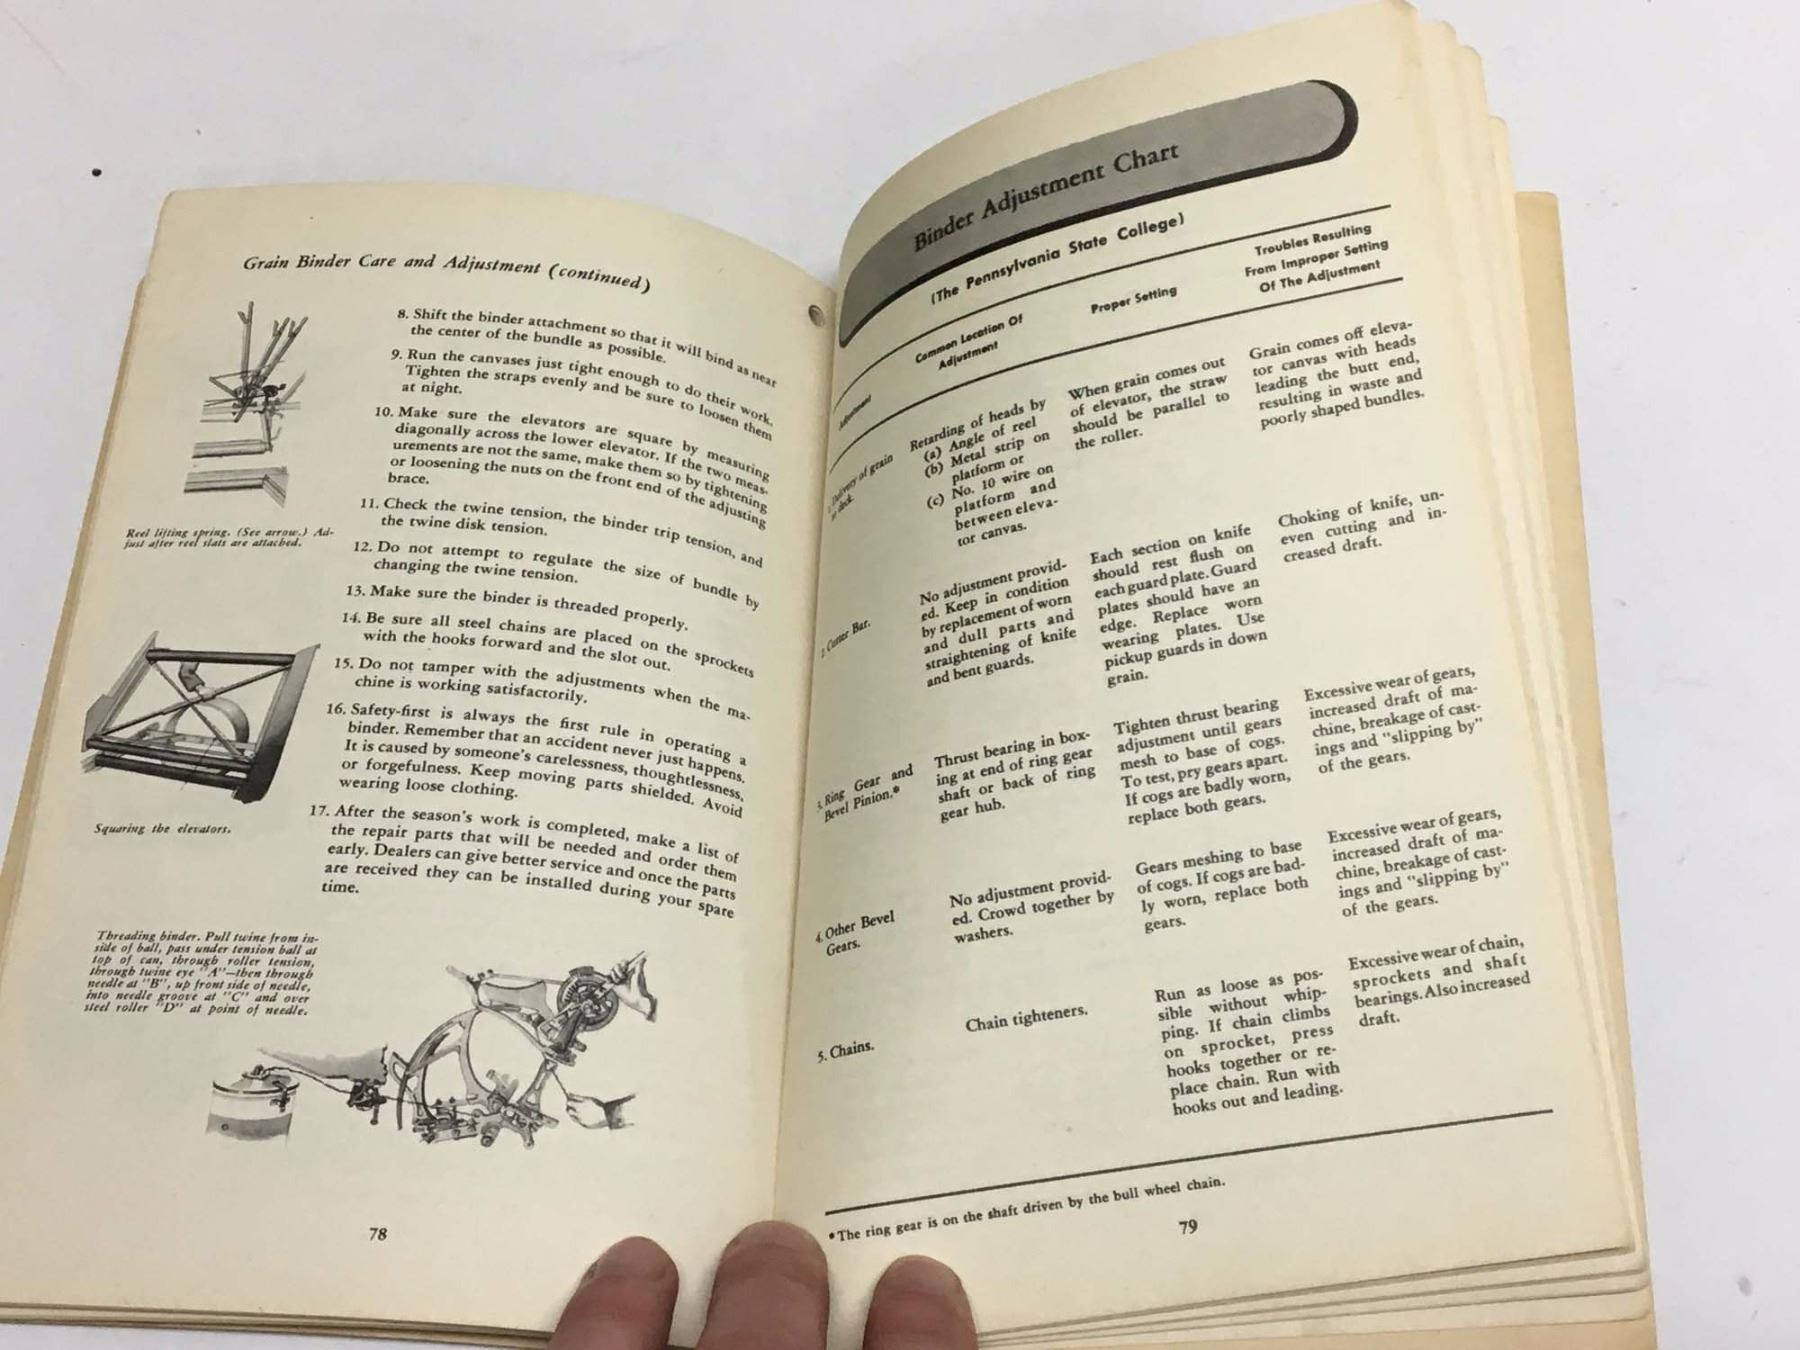 Grain Binder Care and Adjustment (continued)
8. Shift the binder attachment so that it will bind as near
the center of the bundle as possible.
9. Run the canvases just tight enough to do their work.
Tighten the straps evenly and be sure to loosen them
at night.
10. Make sure the elevators are square by measuring
diagonally across the lower elevator. If the two meas-
urements are not the same, make them so by tightening
or loosening the nuts on the front end of the adjusting
brace.
11. Check the twine tension, the binder trip tension, and
the twine disk tension.
12. Do not attempt to regulate the size of bundle by
changing the twine tension.
13. Make sure the binder is threaded properly.
14. Be sure all steel chains are placed on the sprockets
with the hooks forward and the slot out.
15. Do not tamper with the adjustments when the ma-
chine is working satisfactorily.
16. Safety-first is always the first rule in operating a
binder. Remember that an accident never just happens.
It is caused by someone's carelessness, thoughtlessness,
or forgefulness. Keep moving parts shielded. Avoid
wearing loose clothing.
17. After the season's work is completed, make a list of
the repair parts that will be needed and order them
early. Dealers can give better service and once the parts
are received they can be installed during your spare
time.
Reel lifting spring. (See arrow.) Ad-
just after reel slats are attached.
Squaring the elevators.
Threading binder. Pull twine from in-
side of ball, pass under tension ball at
top of can, through roller tension,
through twine eye "A"—then through
needle at "B", up front side of needle,
into needle groove at "C" and over
steel roller "D" at point of needle.
78
Binder Adjustment Chart
(The Pennsylvania State College)
Adjustment
Common Location Of
Adjustment
Proper Setting
Troubles Resulting
From Improper Setting
Of The Adjustment
1. Delivery of grain
to deck.
Retarding of heads by
(a) Angle of reel
(b) Metal strip on
platform or
(c) No. 10 wire on
platform and
between eleva-
tor canvas.
When grain comes out
of elevator, the straw
should be parallel to
the roller.
Grain comes off eleva-
tor canvas with heads
leading the butt end,
resulting in waste and
poorly shaped bundles.
2. Cutter Bar.
No adjustment provid-
ed. Keep in condition
by replacement of worn
and dull parts and
straightening of knife
and bent guards.
Each section on knife
should rest flush on
each guard plate. Guard
plates should have an
edge. Replace worn
wearing plates. Use
pickup guards in down
grain.
Choking of knife, un-
even cutting and in-
creased draft.
3. Ring Gear and
Bevel Pinion.*
Thrust bearing in box-
ing at end of ring gear
shaft or back of ring
gear hub.
Tighten thrust bearing
adjustment until gears
mesh to base of cogs.
To test, pry gears apart.
If cogs are badly worn,
replace both gears.
Excessive wear of gears,
increased draft of ma-
chine, breakage of cast-
ings and "slipping by"
of the gears.
4. Other Bevel
Gears.
No adjustment provid-
ed. Crowd together by
washers.
Gears meshing to base
of cogs. If cogs are bad-
ly worn, replace both
gears.
Excessive wear of gears,
increased draft of ma-
chine, breakage of cast-
ings and "slipping by"
of the gears.
5. Chains.
Chain tighteners.
Run as loose as pos-
sible without whip-
ping. If chain climbs
on sprocket, press
hooks together or re-
place chain. Run with
hooks out and leading.
Excessive wear of chain,
sprockets and shaft
bearings. Also increased
draft.
*The ring gear is on the shaft driven by the bull wheel chain.
79